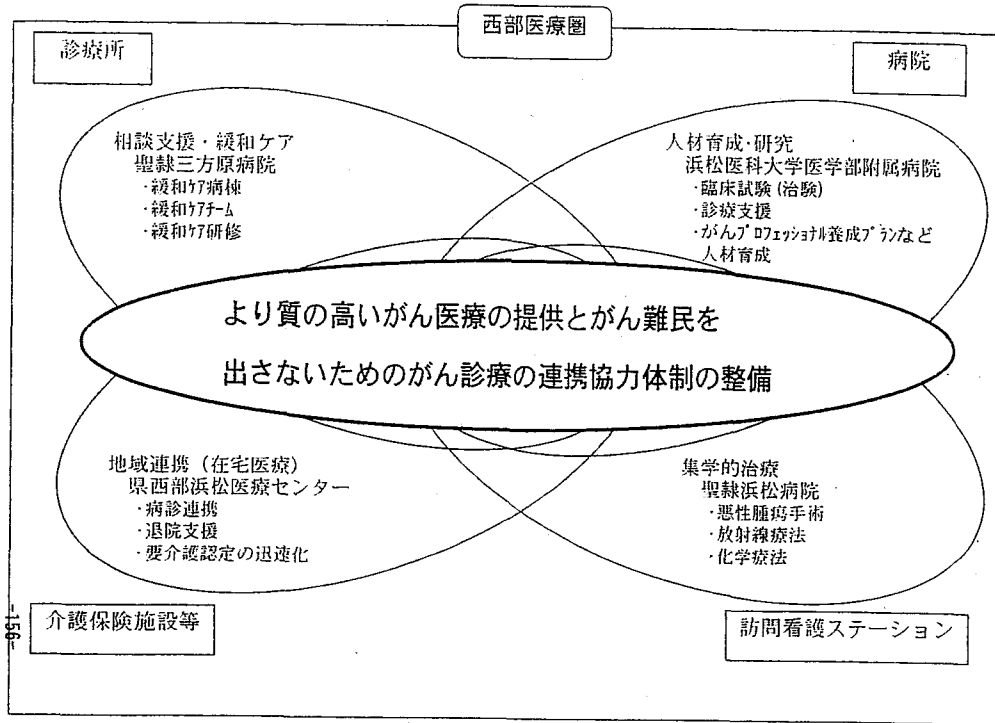 西部医療圏
診療所
病院
相談支援・緩和ケア
聖隷三方原病院
・緩和ケア病棟
・緩和ケアチーム
・緩和ケア研修
人材育成・研究
浜松医科大学医学部附属病院
・臨床試験(治験)
・診療支援
・がんプロフェッショナル養成プランなど
人材育成
より質の高いがん医療の提供とがん難民を
出さないためのがん診療の連携協力体制の整備
地域連携（在宅医療）
県西部浜松医療センター
・病診連携
・退院支援
・要介護認定の迅速化
集学的治療
聖隷浜松病院
・悪性腫瘍手術
・放射線療法
・化学療法
介護保険施設等
訪問看護ステーション
-156-